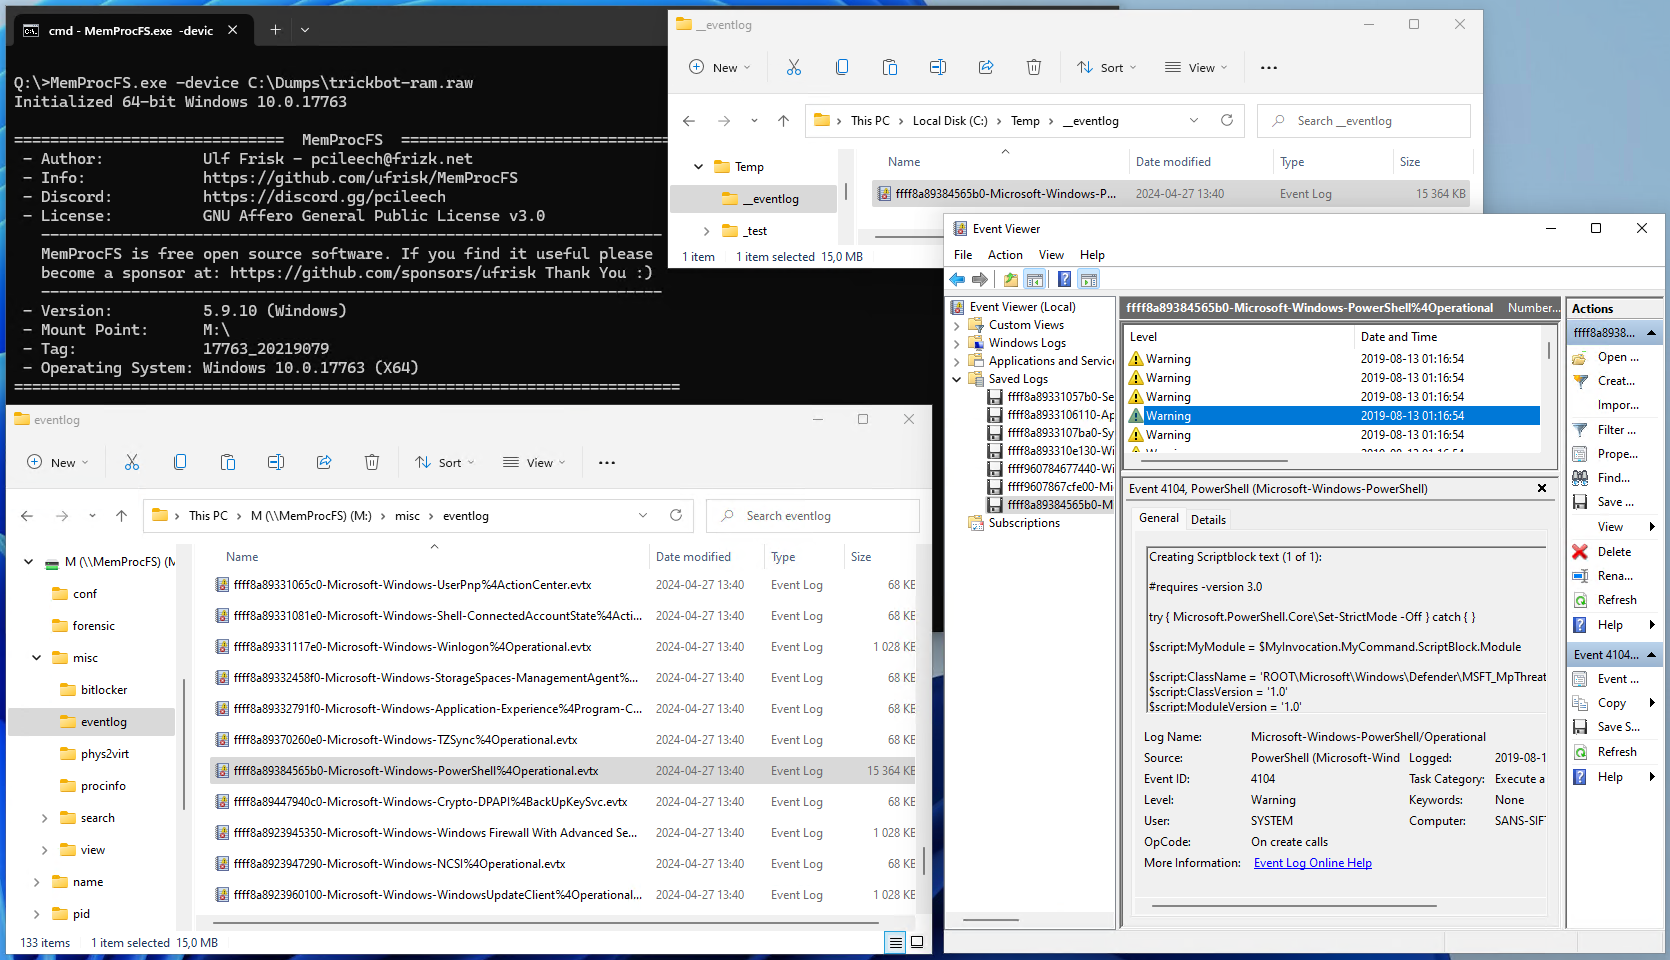 cmd - MemProcFS.exe -devic
Q:\>MemProcFS.exe -device C:\Dumps\trickbot-ram.raw
Initialized 64-bit Windows 10.0.17763
============================== MemProcFS ==============================
- Author: Ulf Frisk - pcileech@frizk.net
- Info: https://github.com/ufrisk/MemProcFS
- Discord: https://discord.gg/pcileech
- License: GNU Affero General Public License v3.0
---------------------------------------------------------------------
MemProcFS is free open source software. If you find it useful please
become a sponsor at: https://github.com/sponsors/ufrisk Thank You :)
---------------------------------------------------------------------
- Version: 5.9.10 (Windows)
- Mount Point: M:\
- Tag: 17763_20219079
- Operating System: Windows 10.0.17763 (X64)
==========================================================================
__eventlog
New Sort View
This PC Local Disk (C:) Temp __eventlog Search __eventlog
Temp
__eventlog
_test
Name Date modified Type Size
ffff8a89384565b0-Microsoft-Windows-P... 2024-04-27 13:40 Event Log 15 364 KB
1 item 1 item selected 15,0 MB
eventlog
New Sort View
This PC M (\\MemProcFS) (M:) misc eventlog Search eventlog
M (\\MemProcFS) (M
conf
forensic
misc
bitlocker
eventlog
phys2virt
procinfo
search
view
name
pid
Name Date modified Type Size
ffff8a89331065c0-Microsoft-Windows-UserPnp%4ActionCenter.evtx 2024-04-27 13:40 Event Log 68 KB
ffff8a89331081e0-Microsoft-Windows-Shell-ConnectedAccountState%4Acti... 2024-04-27 13:40 Event Log 68 KB
ffff8a89331117e0-Microsoft-Windows-Winlogon%4Operational.evtx 2024-04-27 13:40 Event Log 1 028 KB
ffff8a89332458f0-Microsoft-Windows-StorageSpaces-ManagementAgent%... 2024-04-27 13:40 Event Log 68 KB
ffff8a89332791f0-Microsoft-Windows-Application-Experience%4Program-C... 2024-04-27 13:40 Event Log 68 KB
ffff8a89370260e0-Microsoft-Windows-TZSync%4Operational.evtx 2024-04-27 13:40 Event Log 68 KB
ffff8a89384565b0-Microsoft-Windows-PowerShell%4Operational.evtx 2024-04-27 13:40 Event Log 15 364 KB
ffff8a89447940c0-Microsoft-Windows-Crypto-DPAPI%4BackUpKeySvc.evtx 2024-04-27 13:40 Event Log 68 KB
ffff8a8923945350-Microsoft-Windows-Windows Firewall With Advanced Se... 2024-04-27 13:40 Event Log 1 028 KB
ffff8a8923947290-Microsoft-Windows-NCSI%4Operational.evtx 2024-04-27 13:40 Event Log 68 KB
ffff8a8923960100-Microsoft-Windows-WindowsUpdateClient%4Operational... 2024-04-27 13:40 Event Log 1 028 KB
133 items 1 item selected 15,0 MB
Event Viewer
File Action View Help
Event Viewer (Local)
Custom Views
Windows Logs
Applications and Service
Saved Logs
ffff8a89331057b0-Se
ffff8a8933106110-Ap
ffff8a8933107ba0-Sy
ffff8a893310e130-Wi
ffff960784677440-Wi
ffff9607867cfe00-Mi
ffff8a89384565b0-M
Subscriptions
ffff8a89384565b0-Microsoft-Windows-PowerShell%4Operational Number...
Level Date and Time
Warning 2019-08-13 01:16:54
Warning 2019-08-13 01:16:54
Warning 2019-08-13 01:16:54
Warning 2019-08-13 01:16:54
Warning 2019-08-13 01:16:54
Warning 2019-08-13 01:16:54
Event 4104, PowerShell (Microsoft-Windows-PowerShell)
General Details
Creating Scriptblock text (1 of 1):
#requires -version 3.0
try { Microsoft.PowerShell.Core\Set-StrictMode -Off } catch { }
$script:MyModule = $MyInvocation.MyCommand.ScriptBlock.Module
$script:ClassName = 'ROOT\Microsoft\Windows\Defender\MSFT_MpThreat
$script:ClassVersion = '1.0'
$script:ModuleVersion = '1.0'
Log Name: Microsoft-Windows-PowerShell/Operational
Source: PowerShell (Microsoft-Wind Logged: 2019-08-1
Event ID: 4104 Task Category: Execute a
Level: Warning Keywords: None
User: SYSTEM Computer: SANS-SIF
OpCode: On create calls
More Information: Event Log Online Help
Actions
ffff8a8938...
Open ...
Creat...
Impor...
Filter ...
Prope...
Find...
Save ...
View
Delete
Rena...
Refresh
Help
Event 4104...
Event ...
Copy
Save S...
Refresh
Help